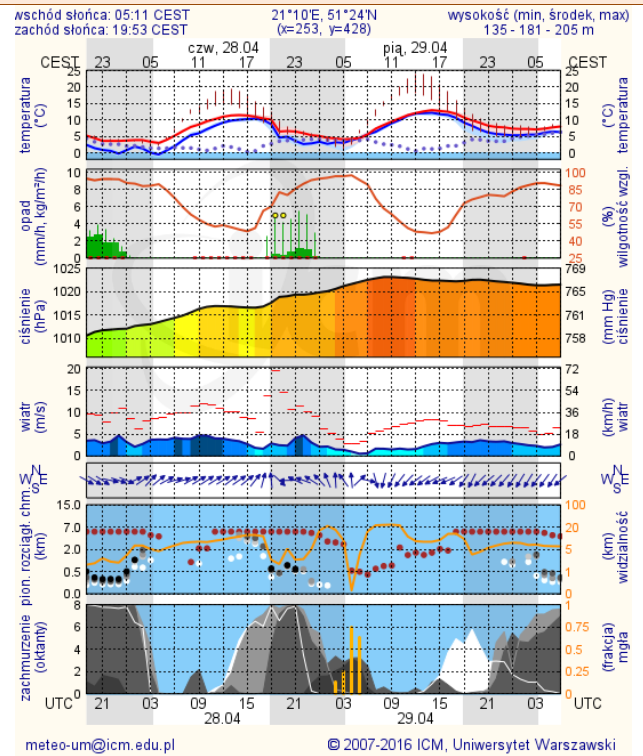 wschód słońca: 05:11 CEST 21°10'E, 51°24'N wysokość (min, środek, max)
zachód słońca: 19:53 CEST (x=253, y=428) 135 - 181 - 205 m
czw, 28.04 pią, 29.04
CEST 23 05 11 17 23 05 11 17 23 05 CEST
temperatura (°C) 25 20 15 10 5 0 25 20 15 10 5 0 temperatura (°C)
opad (mm/h, kg/m²/h) 10 8 6 4 2 0 100 85 70 55 40 25 (%) wilgotność wzgl.
ciśnienie (hPa) 1025 1020 1015 1010 769 765 761 758 (mm Hg) ciśnienie
wiatr (m/s) 20 15 10 5 0 72 54 36 18 0 (km/h) wiatr
N W E S N W E S
pion. rozciągł. chm. (km) 15.0 7.0 2.0 0.5 0.0 100 20 5 1 0 (km) widzialność
zachmurzenie (oktanty) 8 6 4 2 0 1 0.75 0.5 0.25 0 (frakcja) mgła
UTC 21 03 09 15 21 03 09 15 21 03 UTC
28.04 29.04
meteo-um@icm.edu.pl © 2007-2016 ICM, Uniwersytet Warszawski